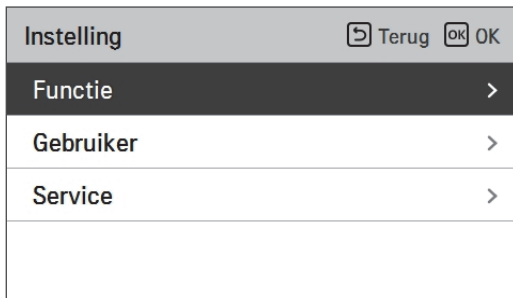 Instelling Terug OK OK
Functie
Gebruiker
Service